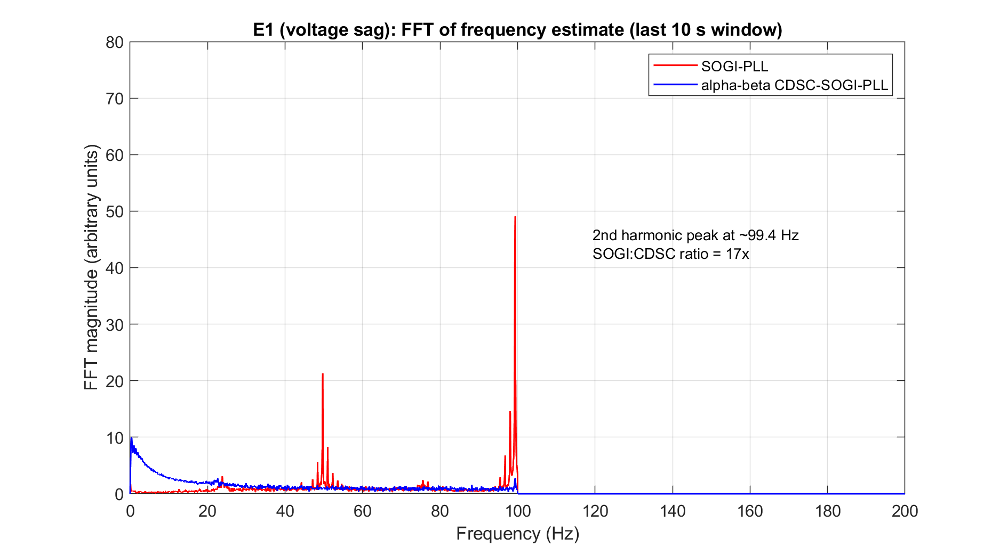 E1 (voltage sag): FFT of frequency estimate (last 10 s window)
80
70
60
50
40
30
20
10
0
FFT magnitude (arbitrary units)
SOGI-PLL
alpha-beta CDSC-SOGI-PLL
2nd harmonic peak at ~99.4 Hz
SOGI:CDSC ratio = 17x
0 20 40 60 80 100 120 140 160 180 200
Frequency (Hz)